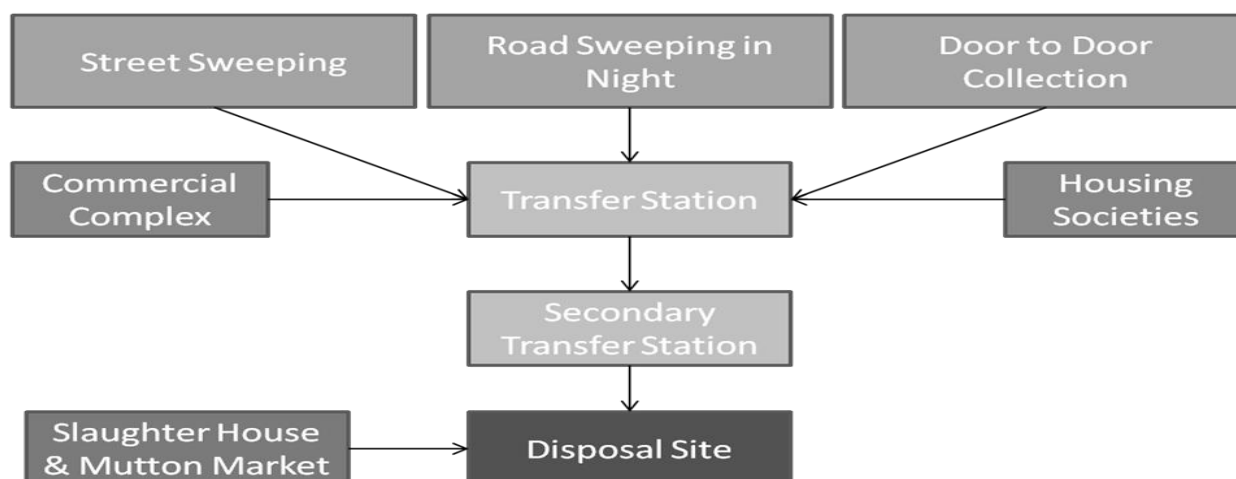 Street Sweeping
Road Sweeping in
Night
Door to Door
Collection
Commercial
Complex
Transfer Station
Housing
Societies
Secondary
Transfer Station
Slaughter House
& Mutton Market
Disposal Site